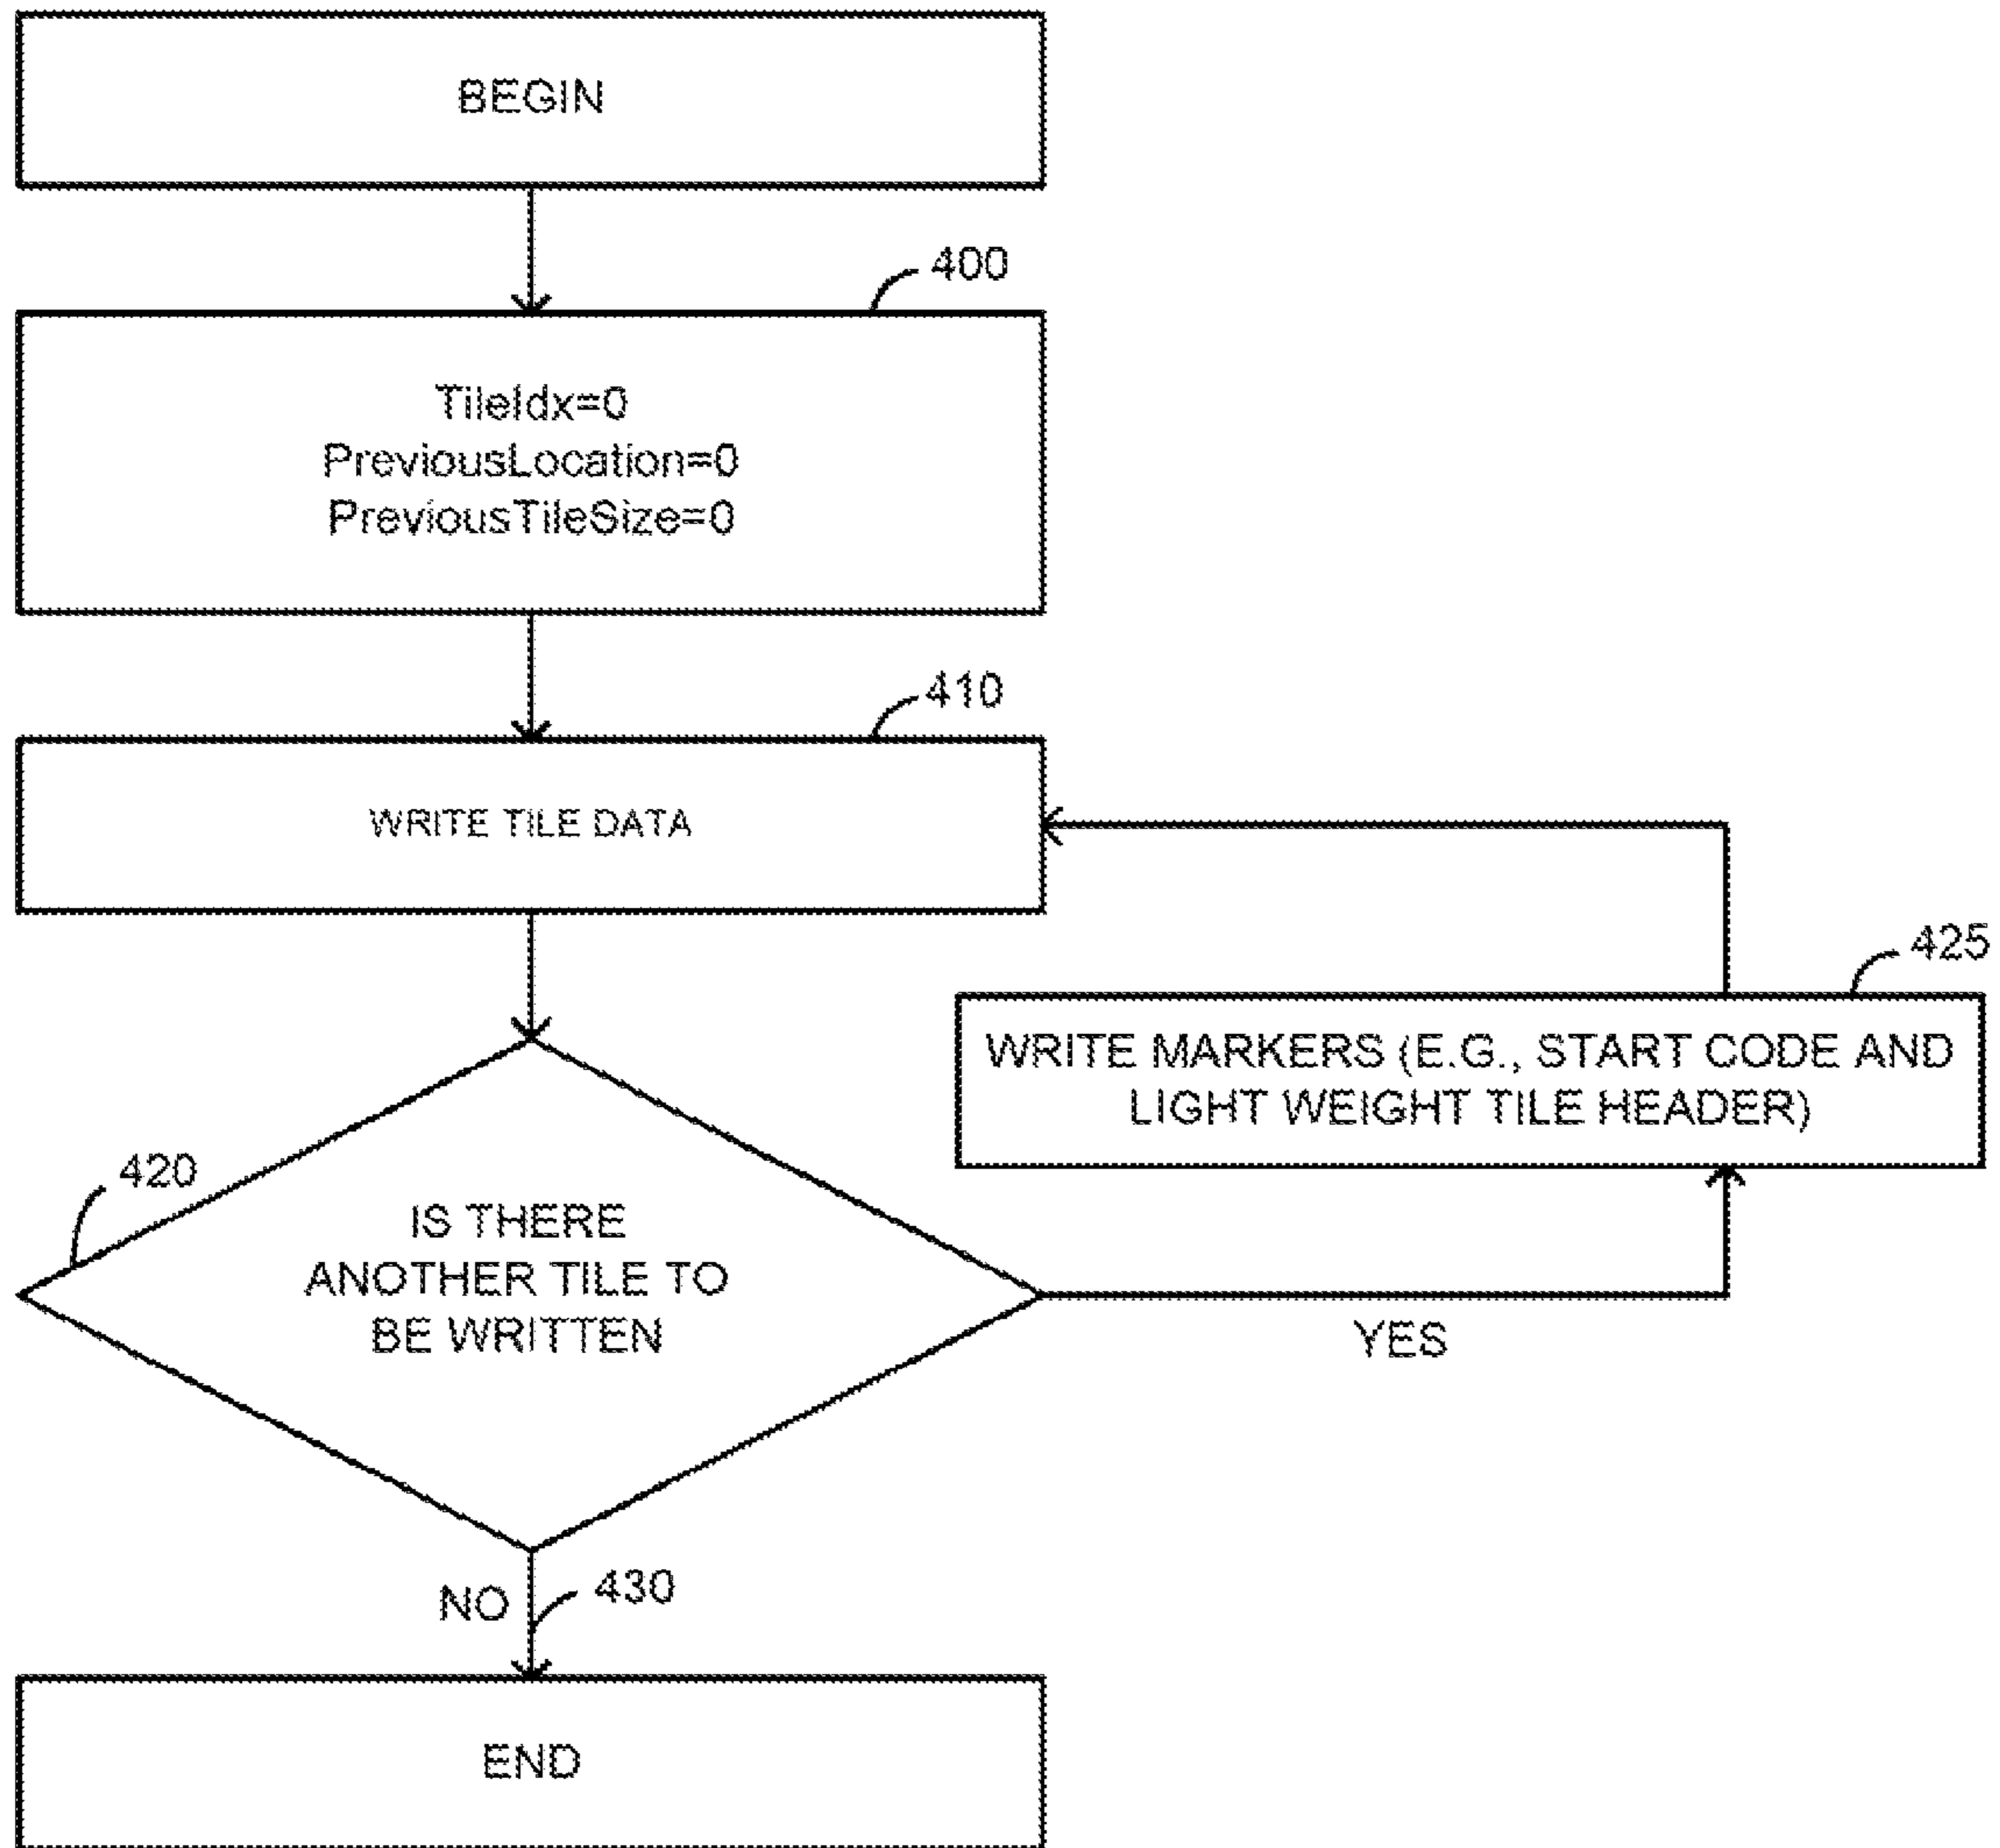 BEGIN
400
TileIdx=0
PreviousLocation=0
PreviousTileSize=0
410
WRITE TILE DATA
425
WRITE MARKERS (E.G., START CODE AND
LIGHT WEIGHT TILE HEADER)
420
IS THERE
ANOTHER TILE TO
BE WRITTEN
YES
NO
430
END